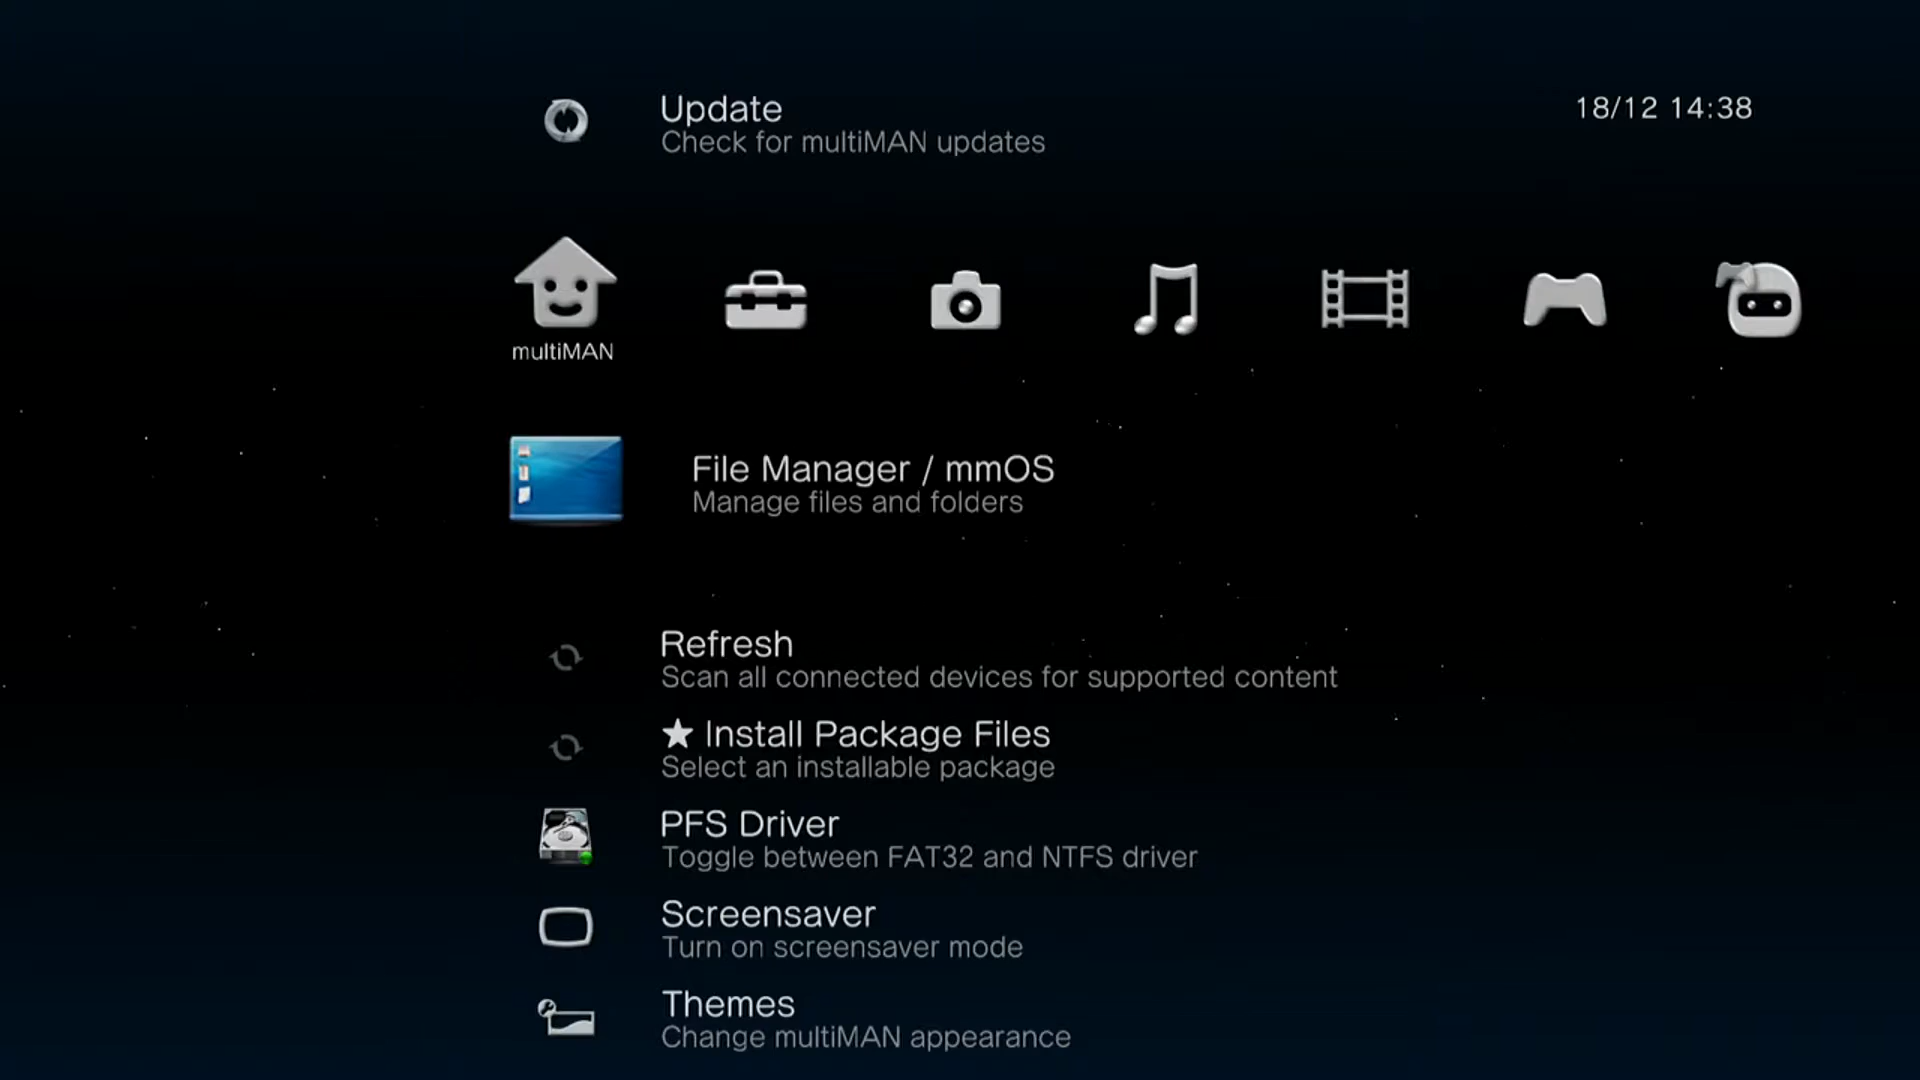 Update
Check for multiMAN updates
18/12 14:38
multiMAN
File Manager / mmOS
Manage files and folders
Refresh
Scan all connected devices for supported content
★ Install Package Files
Select an installable package
PFS Driver
Toggle between FAT32 and NTFS driver
Screensaver
Turn on screensaver mode
Themes
Change multiMAN appearance